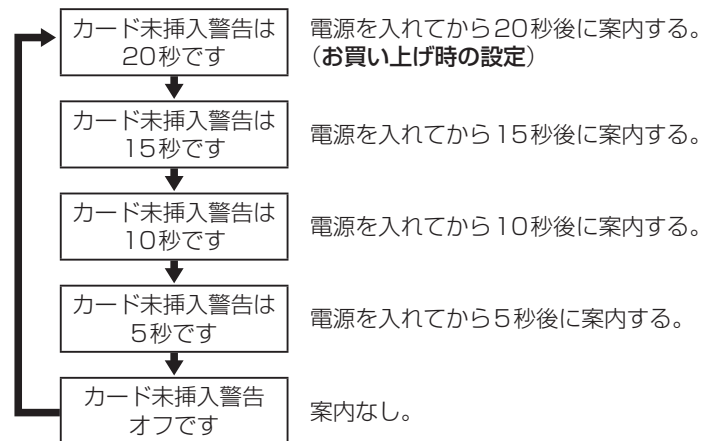 カード未挿入警告は
20秒です
電源を入れてから20秒後に案内する。
（お買い上げ時の設定）
カード未挿入警告は
15秒です
電源を入れてから15秒後に案内する。
カード未挿入警告は
10秒です
電源を入れてから10秒後に案内する。
カード未挿入警告は
5秒です
電源を入れてから5秒後に案内する。
カード未挿入警告
オフです
案内なし。